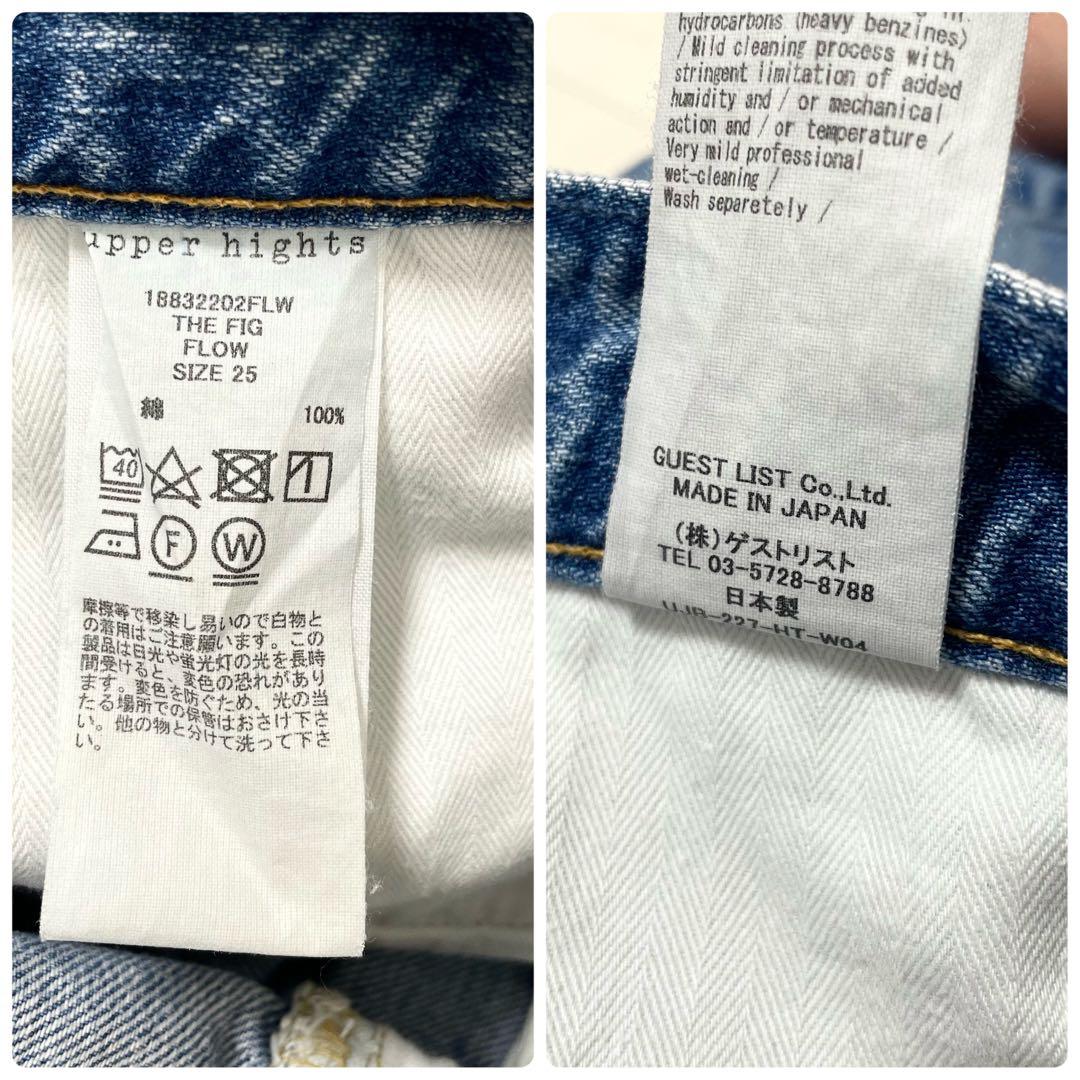 upper hights
18832202FLW
THE FIG
FLOW
SIZE 25
綿 100%
40
F W
摩擦等で移染し易いので白物と
の着用はご注意願います。この
製品は日光や蛍光灯の光を長時
間受けると、変色の恐れがあり
ます。変色を防ぐため、光の当
たる場所での保管はおさけ下さ
い。他の物と分けて洗って下さ
い。
hydrocarbons (heavy benzines)
/ Mild cleaning process with
stringent limitation of added
humidity and / or mechanical
action and / or temperature /
Very mild professional
wet-cleaning /
Wash separetely /
GUEST LIST Co.,Ltd.
MADE IN JAPAN
(株)ゲストリスト
TEL 03-5728-8788
日本製
UJB-227-HT-W04